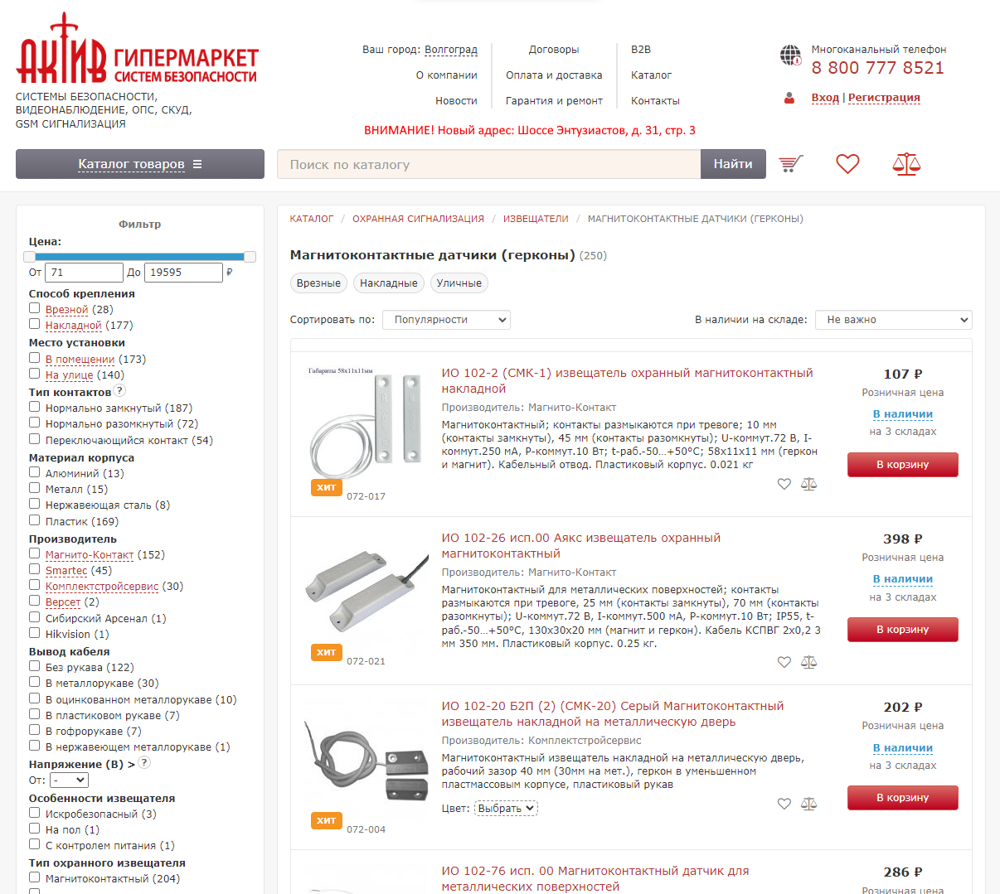 АКТИВ ГИПЕРМАРКЕТ
СИСТЕМ БЕЗОПАСНОСТИ
СИСТЕМЫ БЕЗОПАСНОСТИ,
ВИДЕОНАБЛЮДЕНИЕ, ОПС, СКУД,
GSM СИГНАЛИЗАЦИЯ
Ваш город: Волгоград
О компании
Новости
Договоры
Оплата и доставка
Гарантия и ремонт
B2B
Каталог
Контакты
Многоканальный телефон
8 800 777 8521
Вход | Регистрация
ВНИМАНИЕ! Новый адрес: Шоссе Энтузиастов, д. 31, стр. 3
Каталог товаров
Поиск по каталогу
Найти
Фильтр
Цена:
От 71 До 19595 ₽
Способ крепления
Врезной (28)
Накладной (177)
Место установки
В помещении (173)
На улице (140)
Тип контактов ?
Нормально замкнутый (187)
Нормально разомкнутый (72)
Переключающийся контакт (54)
Материал корпуса
Алюминий (13)
Металл (15)
Нержавеющая сталь (8)
Пластик (169)
Производитель
Магнито-Контакт (152)
Smartec (45)
Комплектстройсервис (30)
Версет (2)
Сибирский Арсенал (1)
Hikvision (1)
Вывод кабеля
Без рукава (122)
В металлорукаве (30)
В оцинкованном металлорукаве (10)
В пластиковом рукаве (7)
В гофрорукаве (7)
В нержавеющем металлорукаве (1)
Напряжение (В) > ?
От: -
Особенности извещателя
Искробезопасный (3)
На пол (1)
С контролем питания (1)
Тип охранного извещателя
Магнитоконтактный (204)
КАТАЛОГ / ОХРАННАЯ СИГНАЛИЗАЦИЯ / ИЗВЕЩАТЕЛИ / МАГНИТОКОНТАКТНЫЕ ДАТЧИКИ (ГЕРКОНЫ)
Магнитоконтактные датчики (герконы) (250)
Врезные
Накладные
Уличные
Сортировать по: Популярности
В наличии на складе: Не важно
Габариты 58х11х11мм
ХИТ
072-017
ИО 102-2 (СМК-1) извещатель охранный магнитоконтактный
накладной
Производитель: Магнито-Контакт
Магнитоконтактный; контакты размыкаются при тревоге; 10 мм
(контакты замкнуты), 45 мм (контакты разомкнуты); U-коммут.72 В, I-
коммут.250 мА, Р-коммут.10 Вт; t-раб.-50...+50°С; 58х11х11 мм (геркон
и магнит). Кабельный отвод. Пластиковый корпус. 0.021 кг
107 ₽
Розничная цена
В наличии
на 3 складах
В корзину
ХИТ
072-021
ИО 102-26 исп.00 Аякс извещатель охранный
магнитоконтактный
Производитель: Магнито-Контакт
Магнитоконтактный для металлических поверхностей; контакты
размыкаются при тревоге, 25 мм (контакты замкнуты), 70 мм (контакты
разомкнуты); U-коммут.72 В, I-коммут.500 мА, Р-коммут.10 Вт; IP55, t-
раб.-50...+50°С, 130х30х20 мм (магнит и геркон). Кабель КСПВГ 2х0,2 3
мм 350 мм. Пластиковый корпус. 0.25 кг.
398 ₽
Розничная цена
В наличии
на 3 складах
В корзину
ХИТ
072-004
ИО 102-20 Б2П (2) (СМК-20) Серый Магнитоконтактный
извещатель накладной на металлическую дверь
Производитель: Комплектстройсервис
Магнитоконтактный извещатель накладной на металлическую дверь,
рабочий зазор 40 мм (30мм на мет.), геркон в уменьшенном
пластмассовым корпусе, пластиковый рукав
Цвет: Выбрать
202 ₽
Розничная цена
В наличии
на 3 складах
В корзину
ИО 102-76 исп. 00 Магнитоконтактный датчик для
металлических поверхностей
286 ₽
Розничная цена